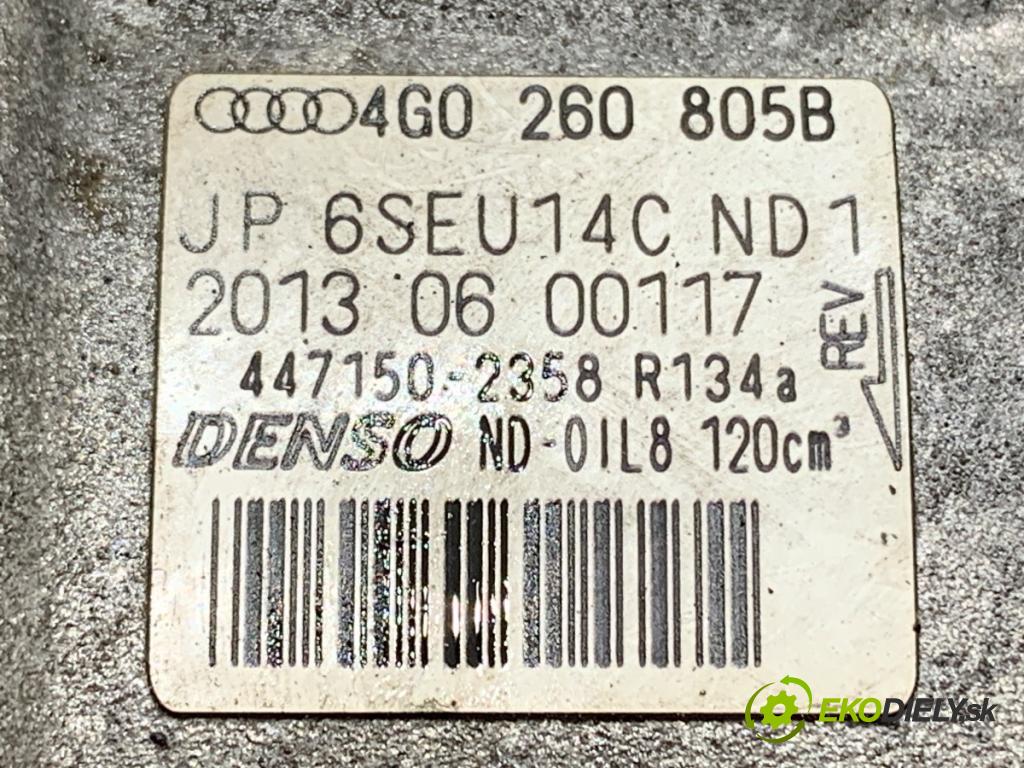 4G0 260 805B
JP 6SEU14C ND1
2013 06 00117
REV
447150-2358 R134a
DENSO ND-OIL8 120cm³
EKODIELY.sk